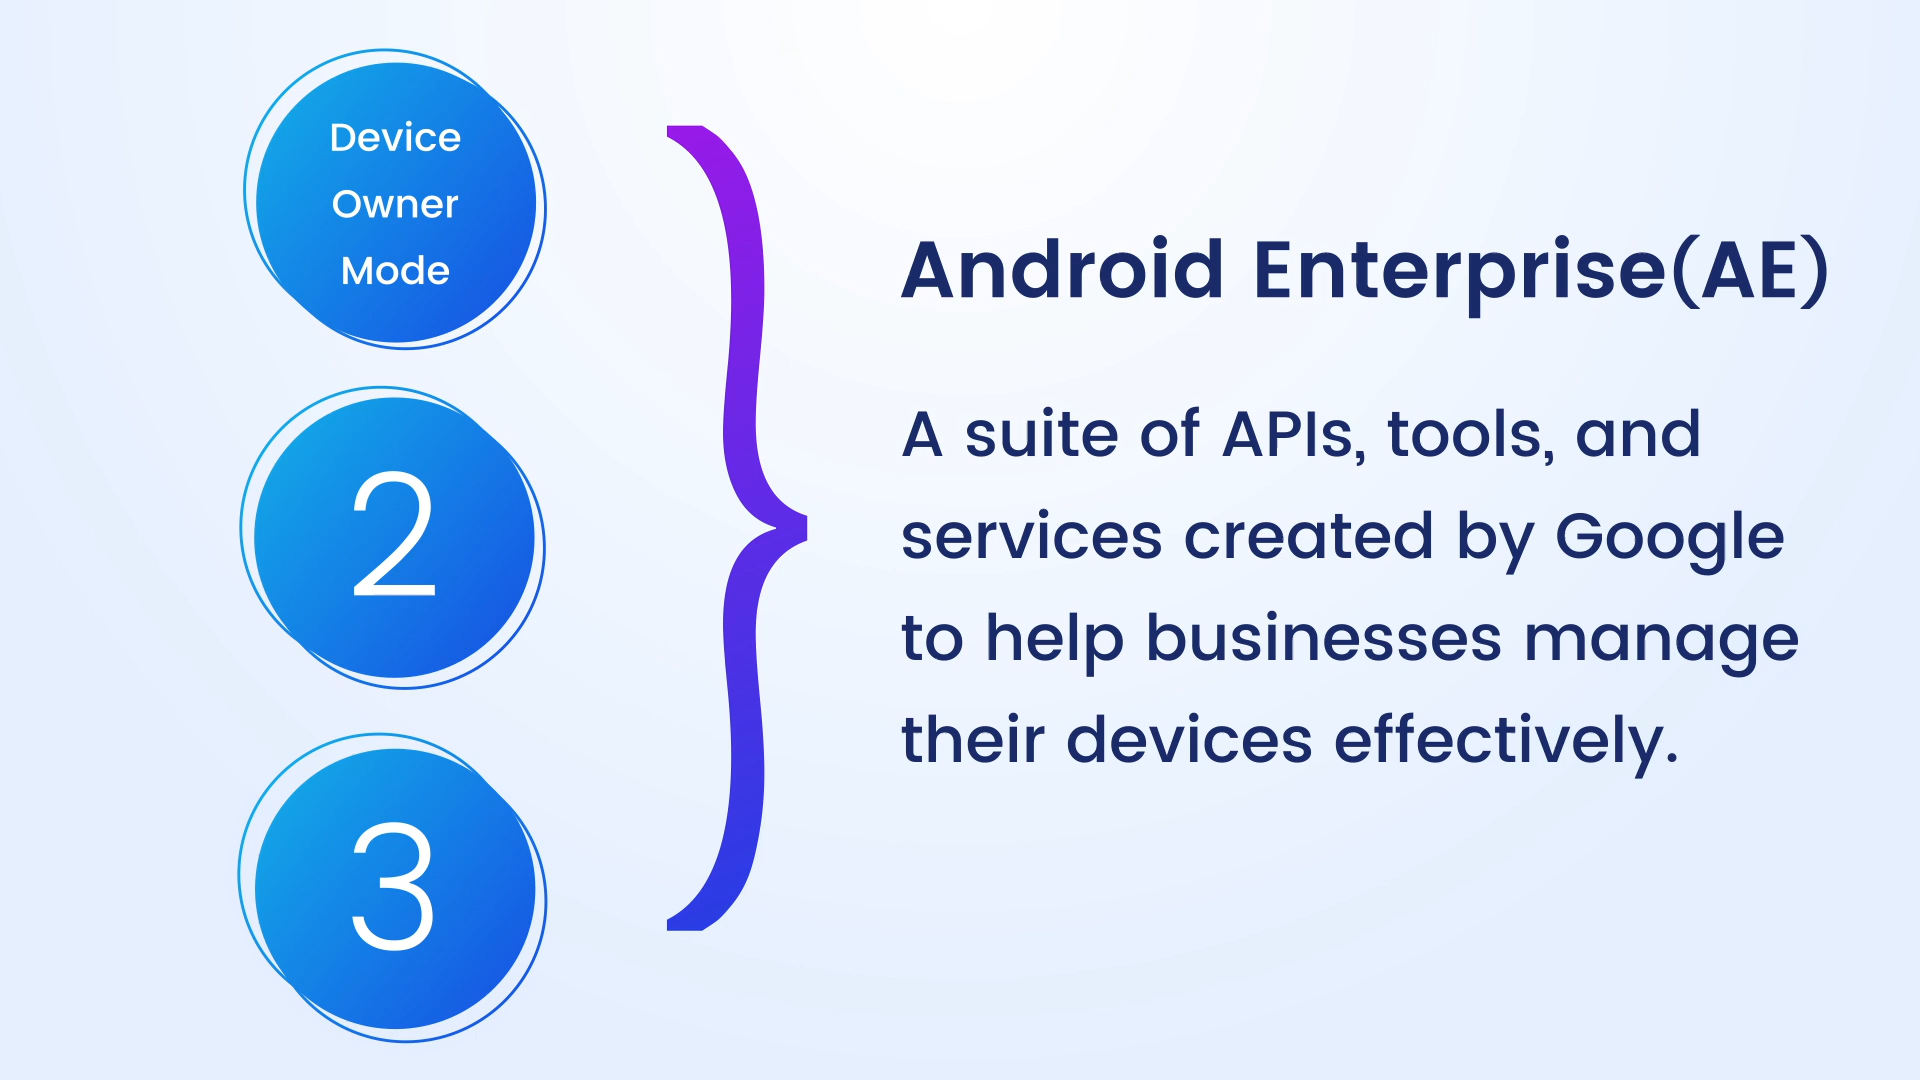 Device
Owner
Mode
2
3
Android Enterprise(AE)
A suite of APIs, tools, and
services created by Google
to help businesses manage
their devices effectively.